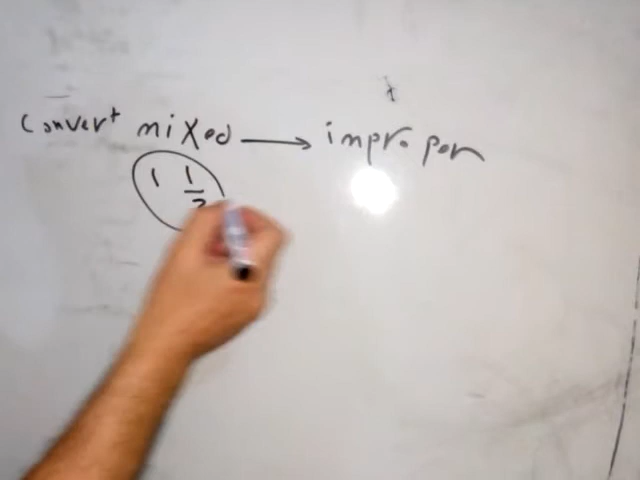 Convert mixed → improper
1 1/2